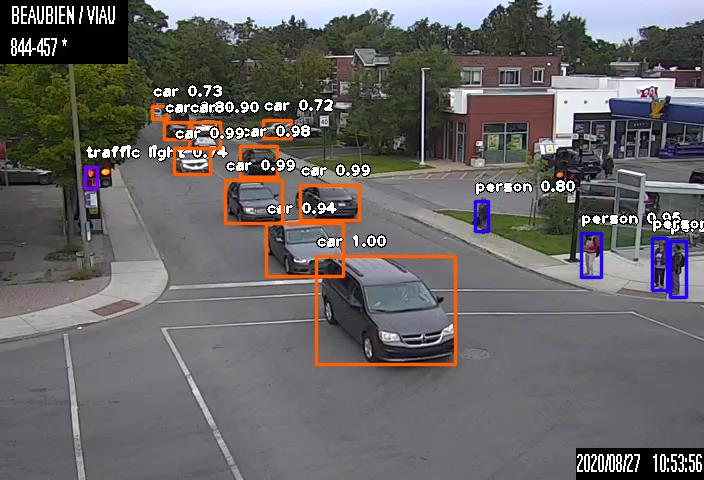 BEAUBIEN / VIAU
844-457 *
car 0.73
car 0.90
car 0.72
car 0.99
car 0.98
traffic light 0.74
car 0.99
car 0.99
car 0.94
car 1.00
person 0.80
person 0.95
person
2020/08/27 10:53:56